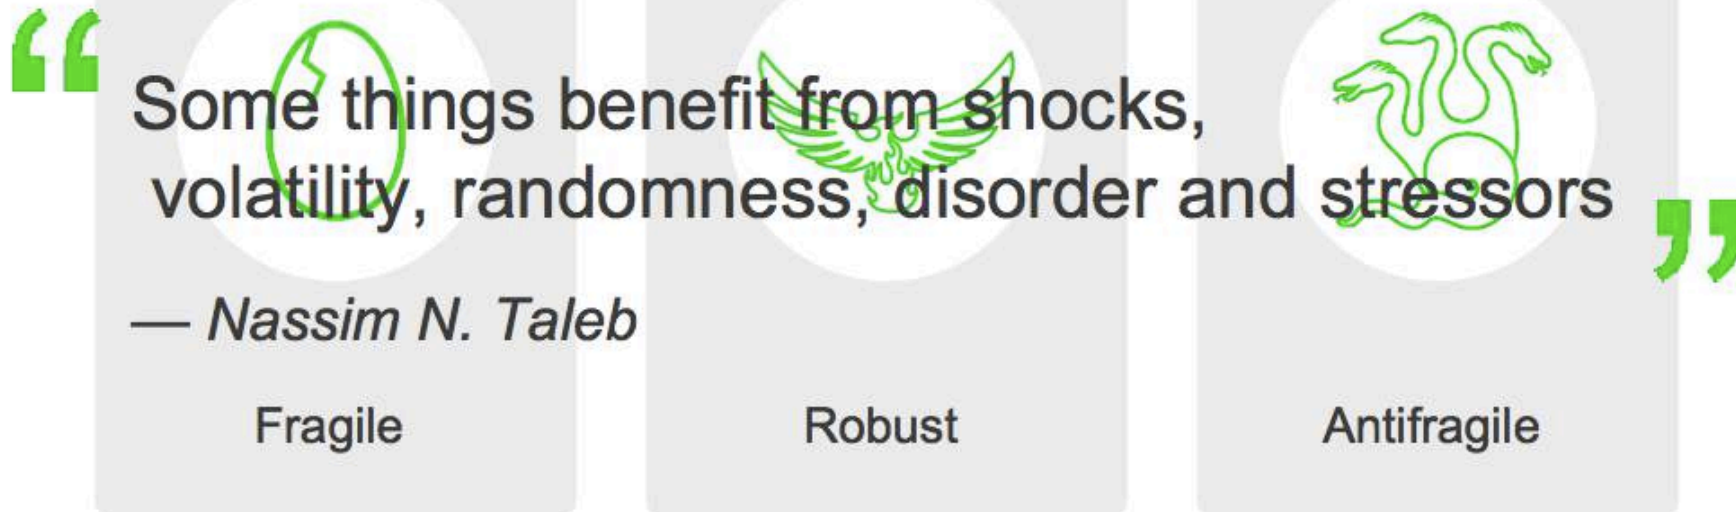 “Some things benefit from shocks,
volatility, randomness, disorder and stressors”
— Nassim N. Taleb
Fragile
Robust
Antifragile